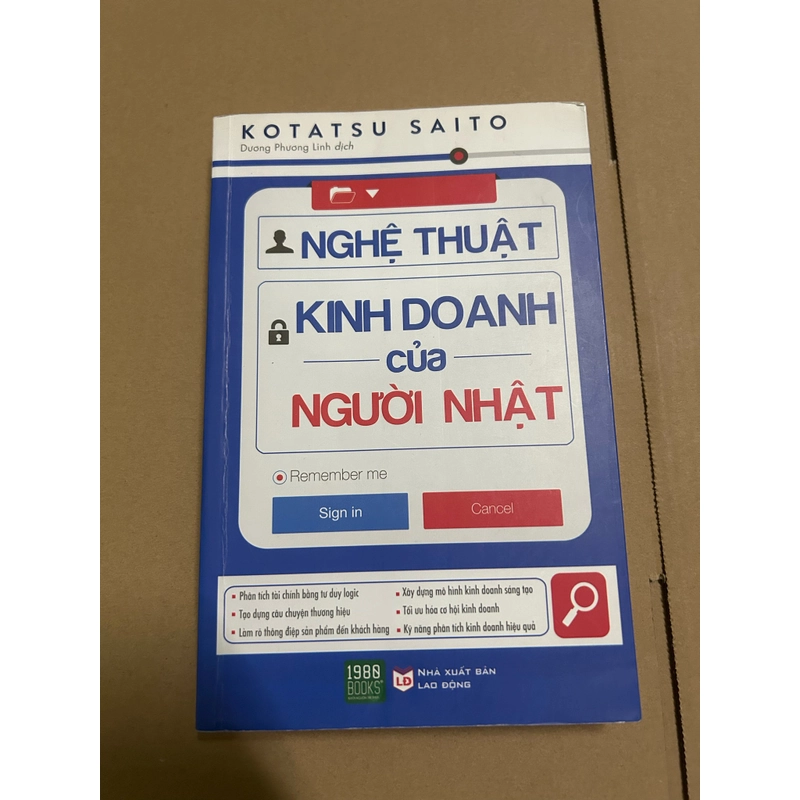 KOTATSU SAITO
Dương Phương Linh dịch
NGHỆ THUẬT
KINH DOANH
của
NGƯỜI NHẬT
Remember me
Sign in
Cancel
• Phân tích tài chính bằng tư duy logic
• Tạo dựng câu chuyện thương hiệu
• Làm rõ thông điệp sản phẩm đến khách hàng
• Xây dựng mô hình kinh doanh sáng tạo
• Tối ưu hóa cơ hội kinh doanh
• Kỹ năng phân tích kinh doanh hiệu quả
1980
BOOKS
LĐ
NHÀ XUẤT BẢN
LAO ĐỘNG